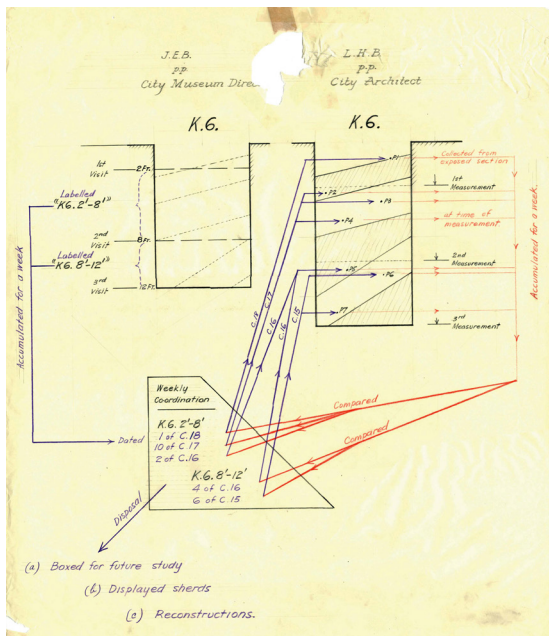 J.E.B.
p.p.
City Museum Dire
L.H.B.
p.p.
City Architect
K.6.
K.6.
1st
Visit
2Ft.
Labelled
"K6.2'-8'"
2nd
Visit
8Ft.
Labelled
"K6. 8'-12'"
3rd
Visit
12Ft.
Accumulated for a week
P1
P2
P3
P4
P5
P6
P7
Collected from
exposed section
1st
Measurement
at time of
measurement
2nd
Measurement
3rd
Measurement
Accumulated for a week.
C.18
C.17
C.16
C.16
C.15
Compared
Compared
Weekly
Coordination
K.6.2'-8'
1 of C.18
10 of C.17
2 of C.16
K.6.8'-12'
4 of C.16
6 of C.15
Dated
Disposal
(a) Boxed for future study
(b) Displayed sherds
(c) Reconstructions.